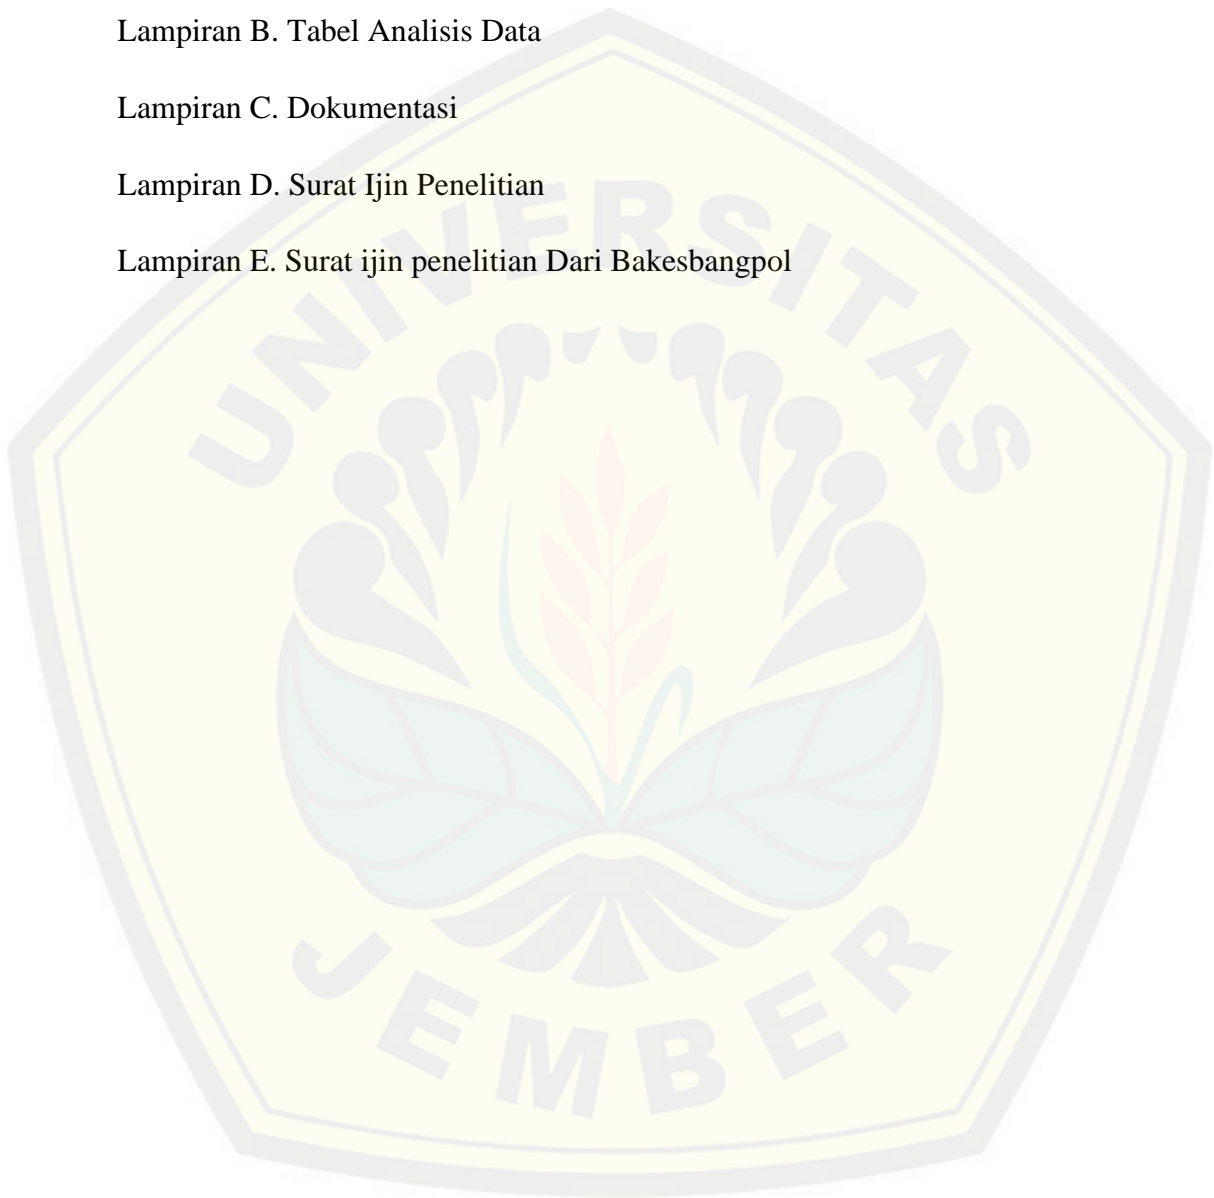 Lampiran B. Tabel Analisis Data
Lampiran C. Dokumentasi
Lampiran D. Surat Ijin Penelitian
Lampiran E. Surat ijin penelitian Dari Bakesbangpol
UNIVERSITAS
JEMBER